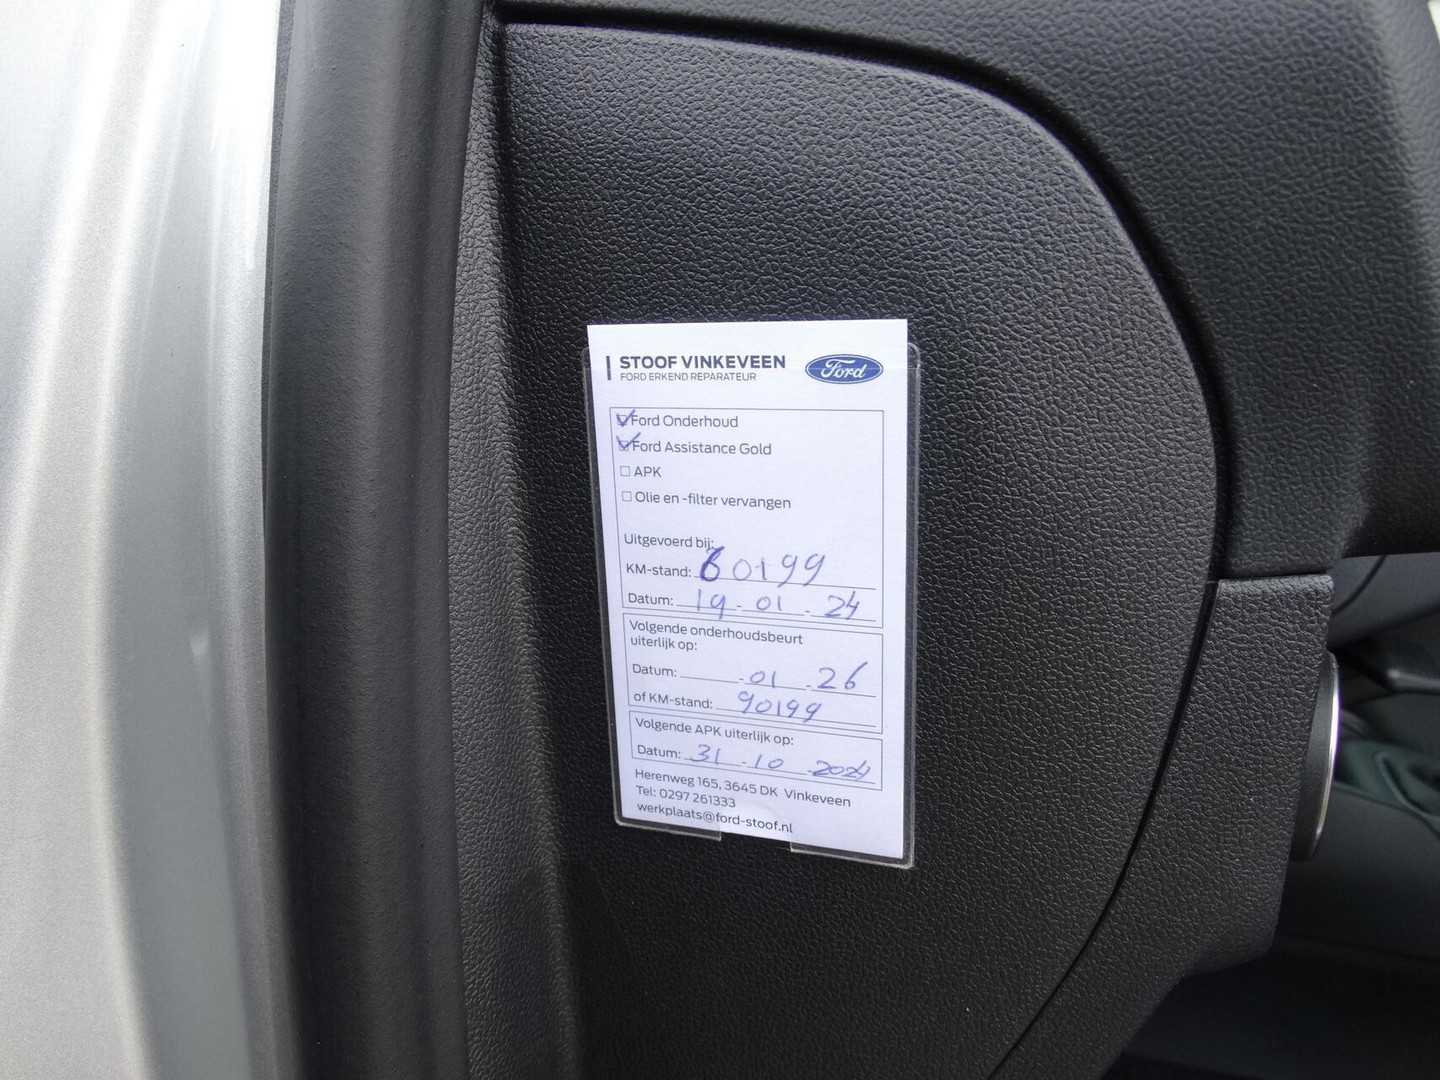 STOOF VINKEVEEN
FORD ERKEND REPARATEUR
Ford
Ford Onderhoud
Ford Assistance Gold
APK
Olie en -filter vervangen
Uitgevoerd bij:
KM-stand: 60199
Datum: 19 - 01 - 24
Volgende onderhoudsbeurt
uiterlijk op:
Datum: - 01 - 26
of KM-stand: 90199
Volgende APK uiterlijk op:
Datum: 31 - 10 - 2024
Herenweg 165, 3645 DK Vinkeveen
Tel: 0297 261333
werkplaats@ford-stoof.nl